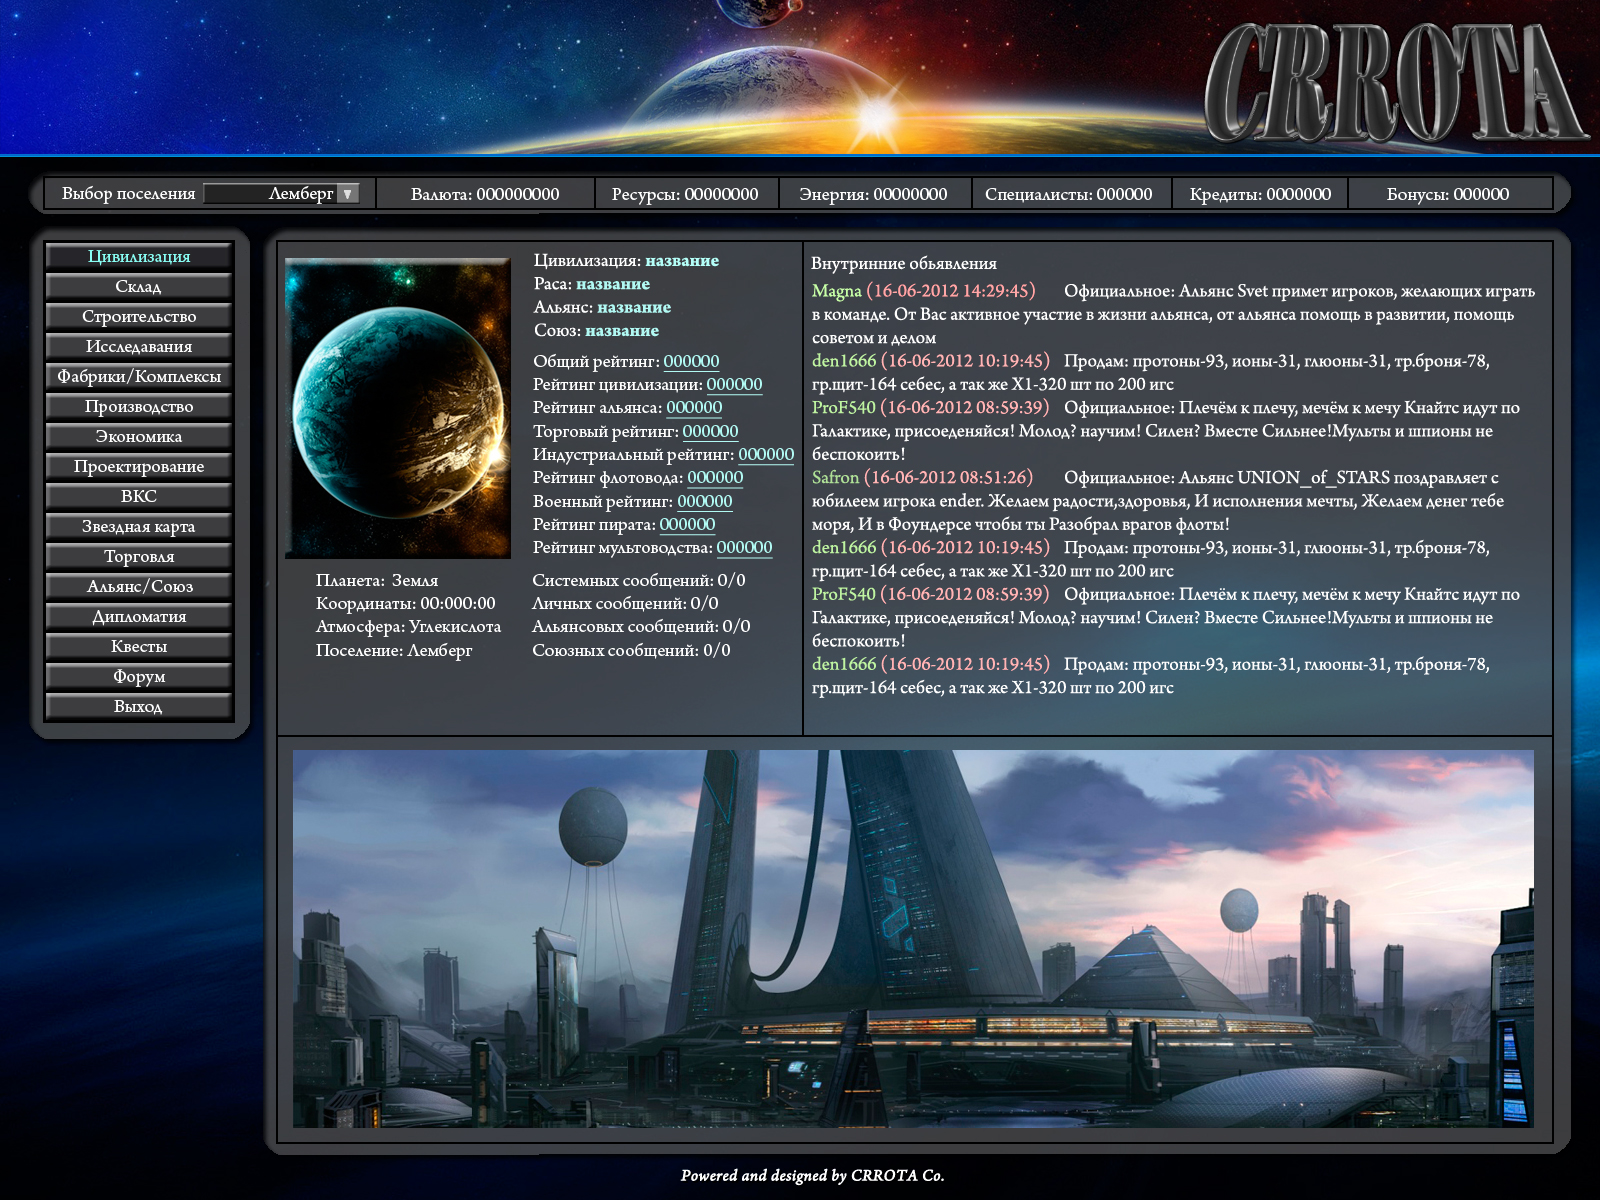 CRROTA
Выбор поселения Лемберг Валюта: 000000000 Ресурсы: 00000000 Энергия: 00000000 Специалисты: 000000 Кредиты: 0000000 Бонусы: 000000
Цивилизация
Склад
Строительство
Исследавания
Фабрики/Комплексы
Производство
Экономика
Проектирование
ВКС
Звездная карта
Торговля
Альянс/Союз
Дипломатия
Квесты
Форум
Выход
Цивилизация: название
Раса: название
Альянс: название
Союз: название
Общий рейтинг: 000000
Рейтинг цивилизации: 000000
Рейтинг альянса: 000000
Торговый рейтинг: 000000
Индустриальный рейтинг: 000000
Рейтинг флотовода: 000000
Военный рейтинг: 000000
Рейтинг пирата: 000000
Рейтинг мультоводства: 000000
Планета: Земля
Координаты: 00:000:00
Атмосфера: Углекислота
Поселение: Лемберг
Системных сообщений: 0/0
Личных сообщений: 0/0
Альянсовых сообщений: 0/0
Союзных сообщений: 0/0
Внутринние обьявления
Magna (16-06-2012 14:29:45) Официальное: Альянс Svet примет игроков, желающих играть
в команде. От Вас активное участие в жизни альянса, от альянса помощь в развитии, помощь
советом и делом
den1666 (16-06-2012 10:19:45) Продам: протоны-93, ионы-31, глюоны-31, тр.броня-78,
гр.щит-164 себес, а так же Х1-320 шт по 200 игс
ProF540 (16-06-2012 08:59:39) Официальное: Плечём к плечу, мечём к мечу Кнайтс идут по
Галактике, присоеденяйся! Молод? научим! Силен? Вместе Сильнее!Мульты и шпионы не
беспокоить!
Safron (16-06-2012 08:51:26) Официальное: Альянс UNION_of_STARS поздравляет с
юбилеем игрока ender. Желаем радости,здоровья, И исполнения мечты, Желаем денег тебе
моря, И в Фоундерсе чтобы ты Разобрал врагов флоты!
den1666 (16-06-2012 10:19:45) Продам: протоны-93, ионы-31, глюоны-31, тр.броня-78,
гр.щит-164 себес, а так же Х1-320 шт по 200 игс
ProF540 (16-06-2012 08:59:39) Официальное: Плечём к плечу, мечём к мечу Кнайтс идут по
Галактике, присоеденяйся! Молод? научим! Силен? Вместе Сильнее!Мульты и шпионы не
беспокоить!
den1666 (16-06-2012 10:19:45) Продам: протоны-93, ионы-31, глюоны-31, тр.броня-78,
гр.щит-164 себес, а так же Х1-320 шт по 200 игс
Powered and designed by CRROTA Co.